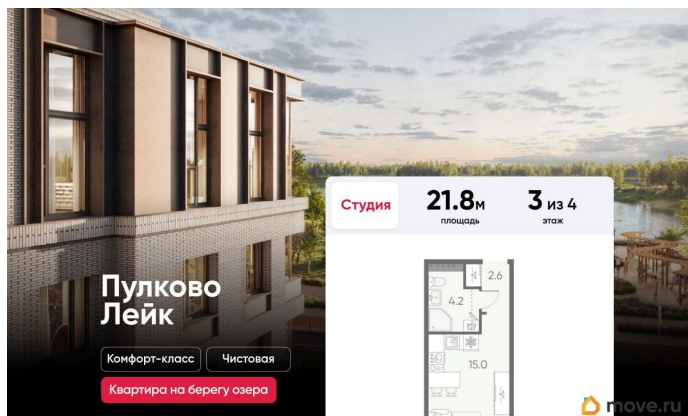 Студия
21.8м
площадь
3 из 4
этаж
2.6
4.2
15.0
Пулково
Лейк
Комфорт-класс
Чистовая
Квартира на берегу озера
move.ru